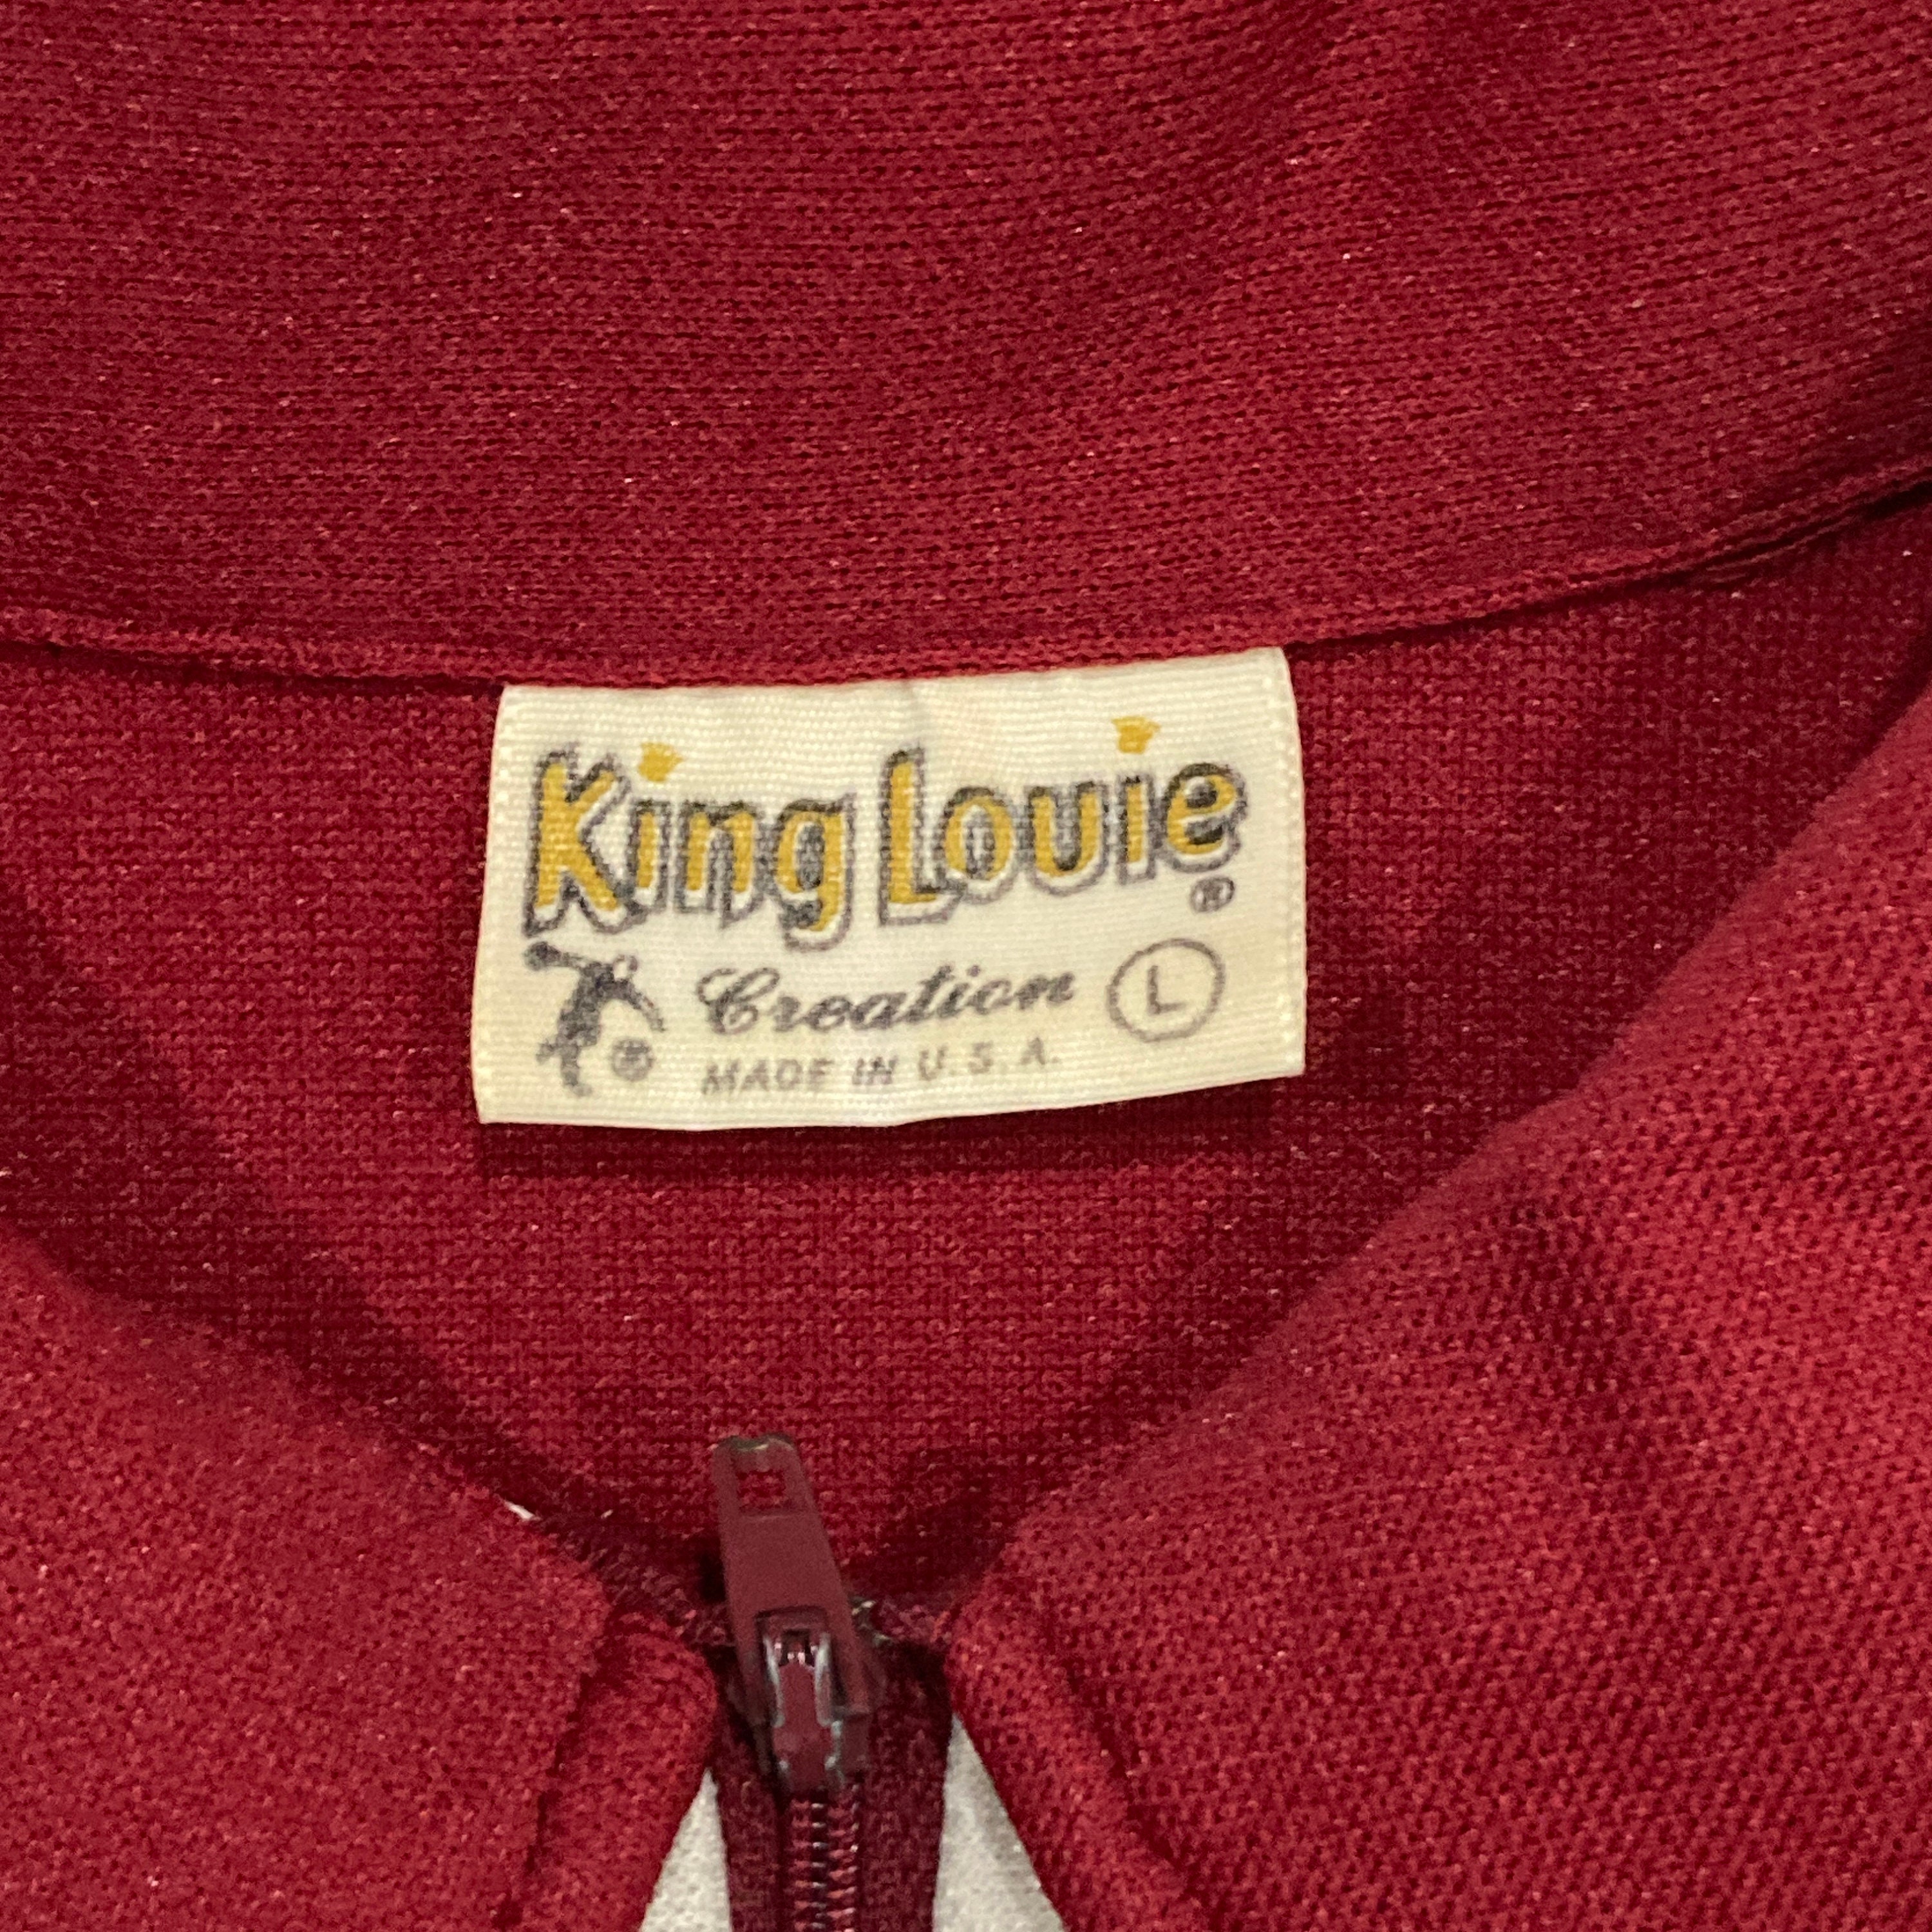 King Louie ®
® Creation L
MADE IN U.S.A.